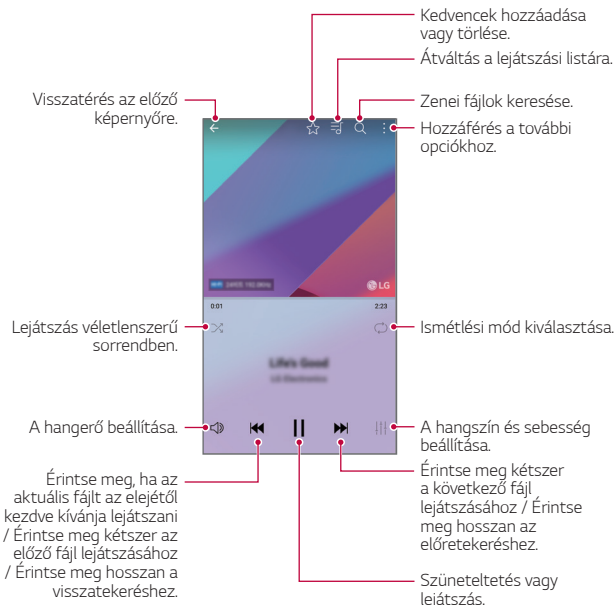 Kedvencek hozzáadása
vagy törlése.
Átváltás a lejátszási listára.
Visszatérés az előző
képernyőre.
Zenei fájlok keresése.
Hozzáférés a további
opciókhoz.
LG
0:01
2:23
Lejátszás véletlenszerű
sorrendben.
Ismétlési mód kiválasztása.
Life's Good
LG Electronics
A hangerő beállítása.
A hangszín és sebesség
beállítása.
Érintse meg, ha az
aktuális fájlt az elejétől
kezdve kívánja lejátszani
/ Érintse meg kétszer az
előző fájl lejátszásához
/ Érintse meg hosszan a
visszatekeréshez.
Érintse meg kétszer
a következő fájl
lejátszásához / Érintse
meg hosszan az
előretekeréshez.
Szüneteltetés vagy
lejátszás.